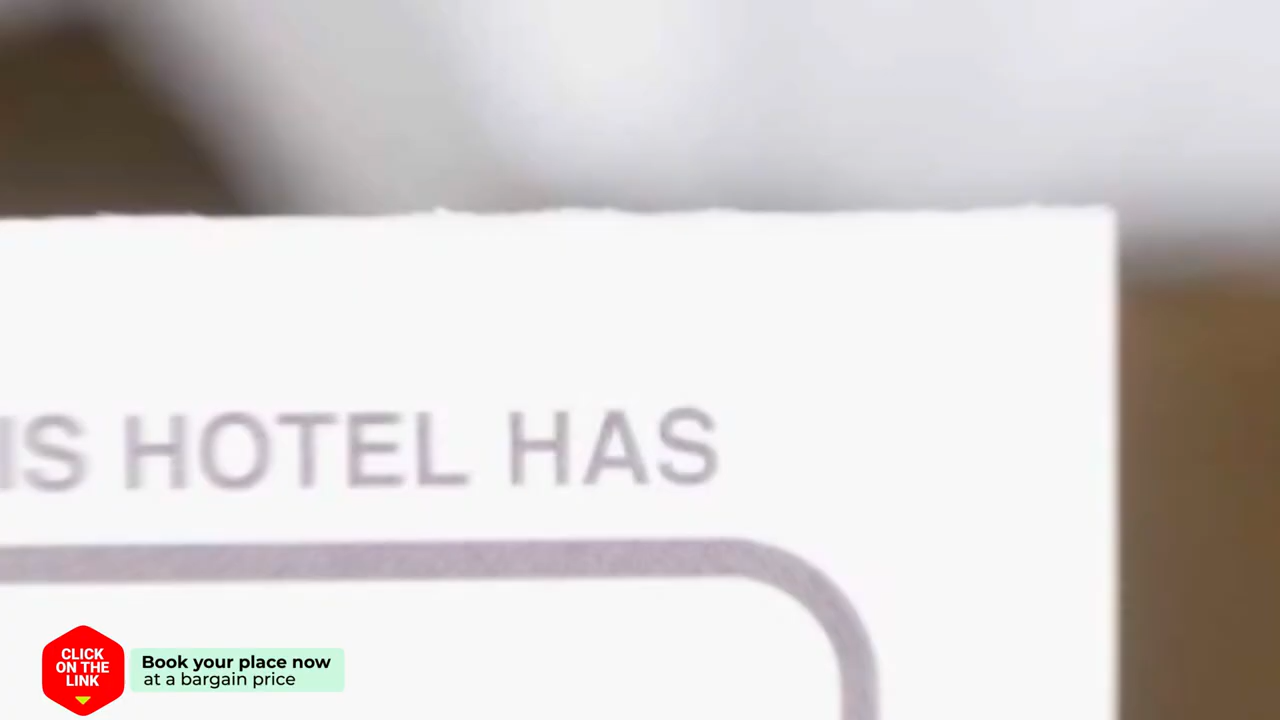 IS HOTEL HAS
CLICK
ON THE
LINK
Book your place now
at a bargain price